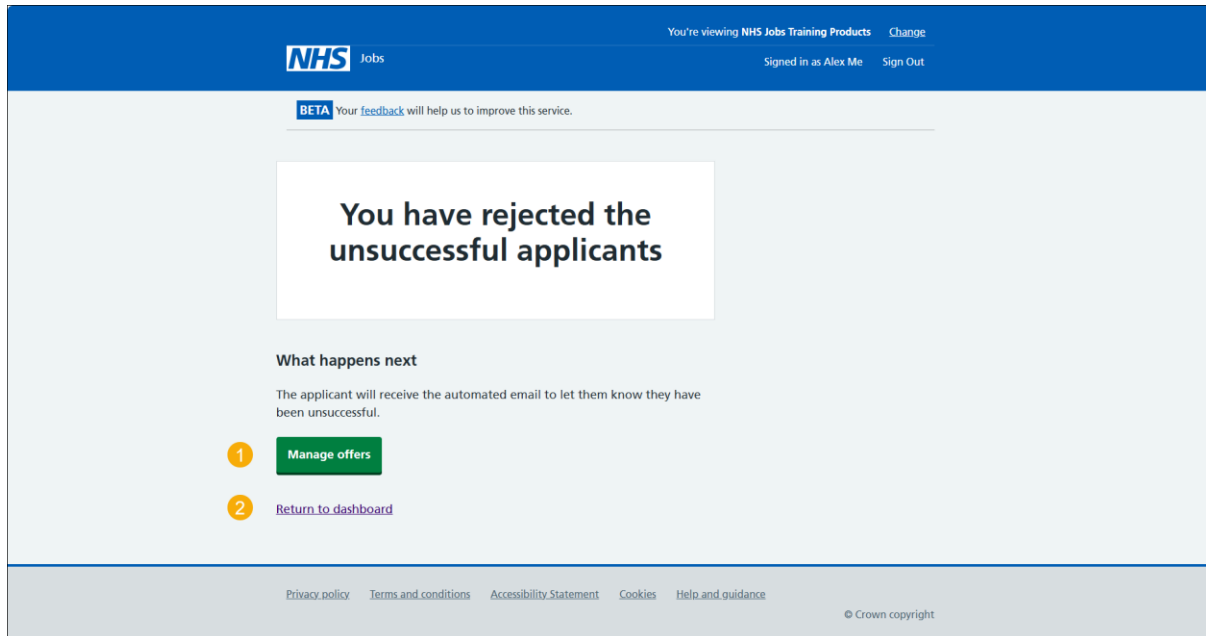 You're viewing NHS Jobs Training Products Change
NHS Jobs
Signed in as Alex Me Sign Out
BETA Your feedback will help us to improve this service.
You have rejected the
unsuccessful applicants
What happens next
The applicant will receive the automated email to let them know they have
been unsuccessful.
1 Manage offers
2 Return to dashboard
Privacy policy Terms and conditions Accessibility Statement Cookies Help and guidance
© Crown copyright